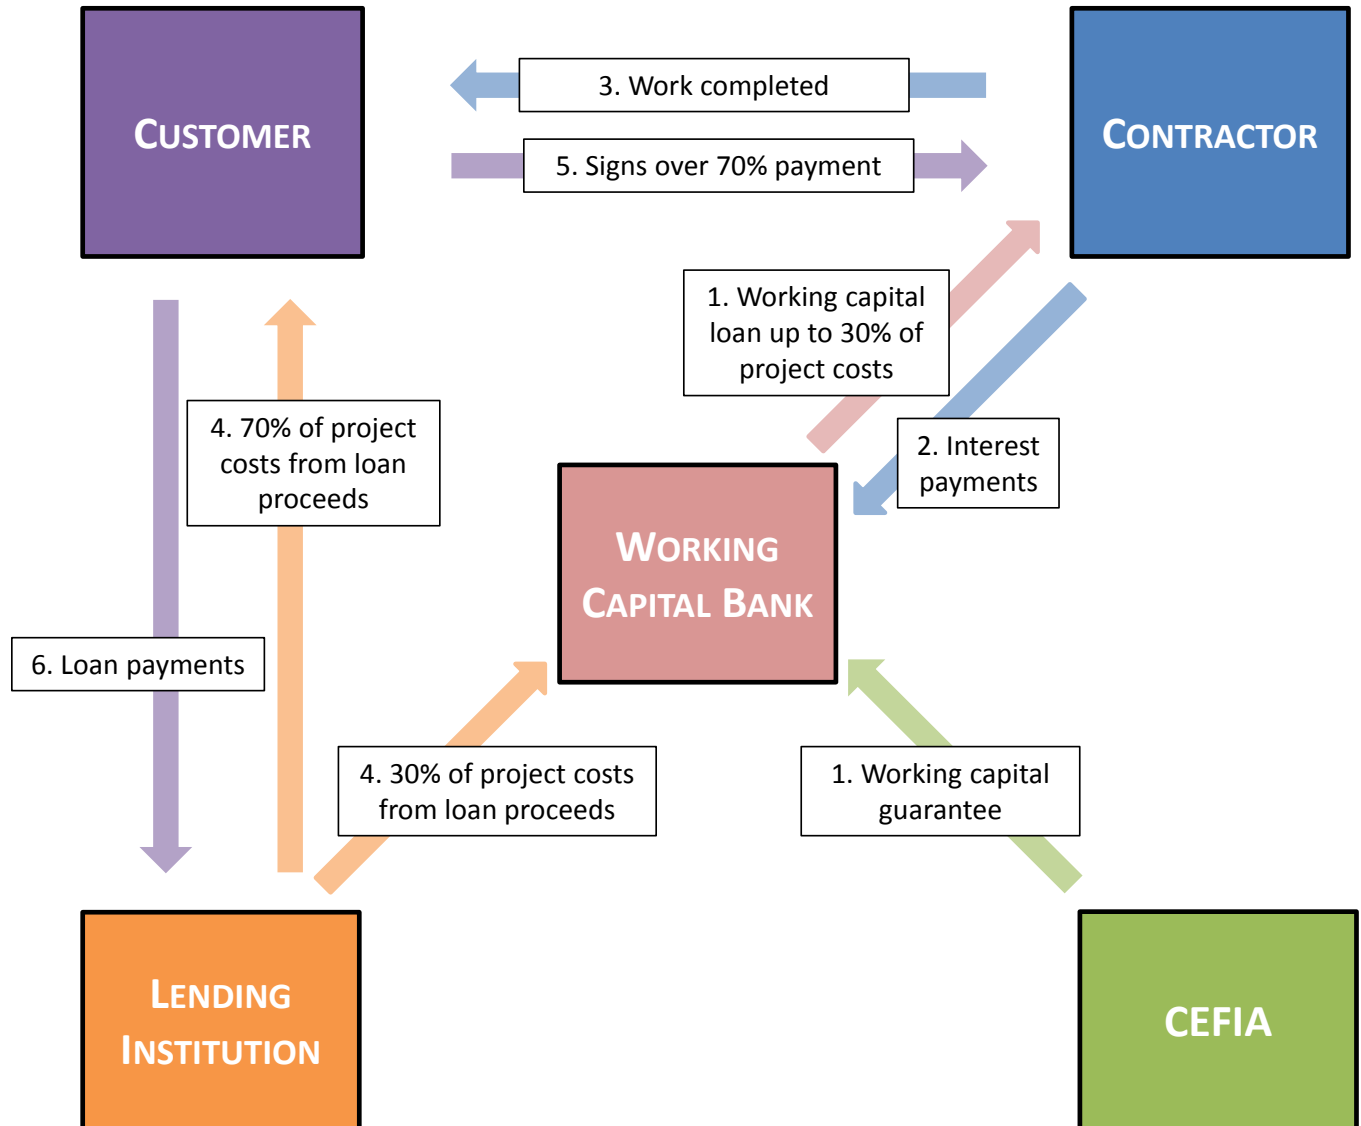 CUSTOMER
3. Work completed
5. Signs over 70% payment
CONTRACTOR
1. Working capital
loan up to 30% of
project costs
2. Interest
payments
4. 70% of project
costs from loan
proceeds
WORKING
CAPITAL BANK
6. Loan payments
4. 30% of project costs
from loan proceeds
1. Working capital
guarantee
LENDING
INSTITUTION
CEFIA